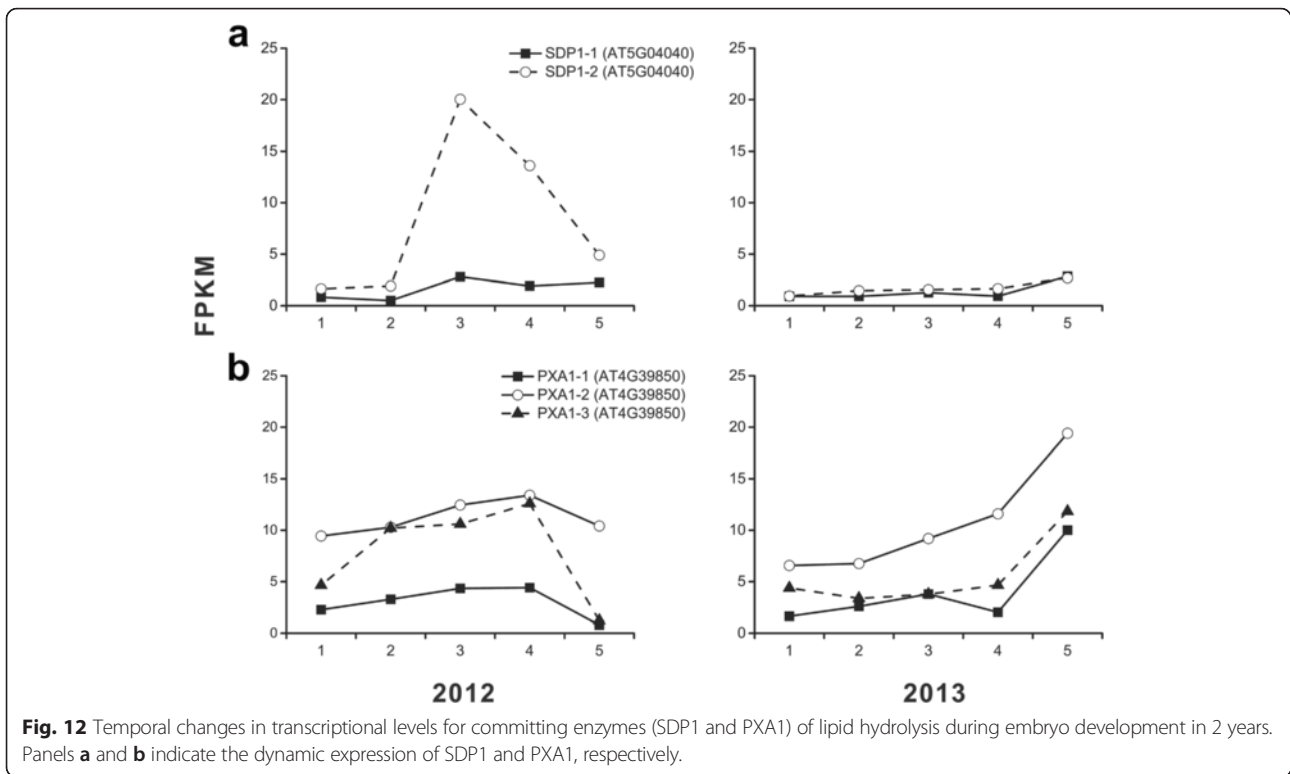 a
25
20
15
10
5
0
1 2 3 4 5
SDP1-1 (AT5G04040)
SDP1-2 (AT5G04040)
25
20
15
10
5
0
1 2 3 4 5
FPKM
b
25
20
15
10
5
0
1 2 3 4 5
PXA1-1 (AT4G39850)
PXA1-2 (AT4G39850)
PXA1-3 (AT4G39850)
25
20
15
10
5
0
1 2 3 4 5
2012
2013
Fig. 12 Temporal changes in transcriptional levels for committing enzymes (SDP1 and PXA1) of lipid hydrolysis during embryo development in 2 years.
Panels a and b indicate the dynamic expression of SDP1 and PXA1, respectively.